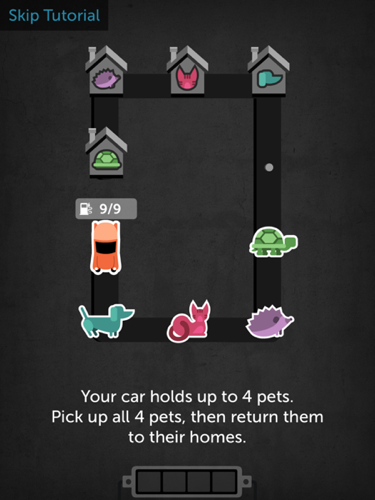 Skip Tutorial
9/9
Your car holds up to 4 pets.
Pick up all 4 pets, then return them
to their homes.